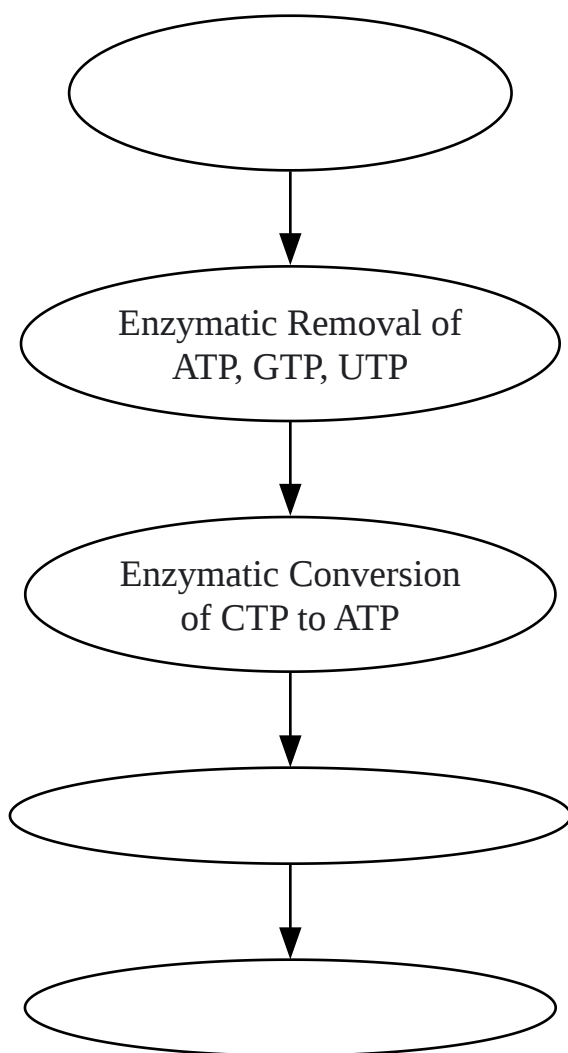 Enzymatic Removal of
ATP, GTP, UTP
Enzymatic Conversion
of CTP to ATP